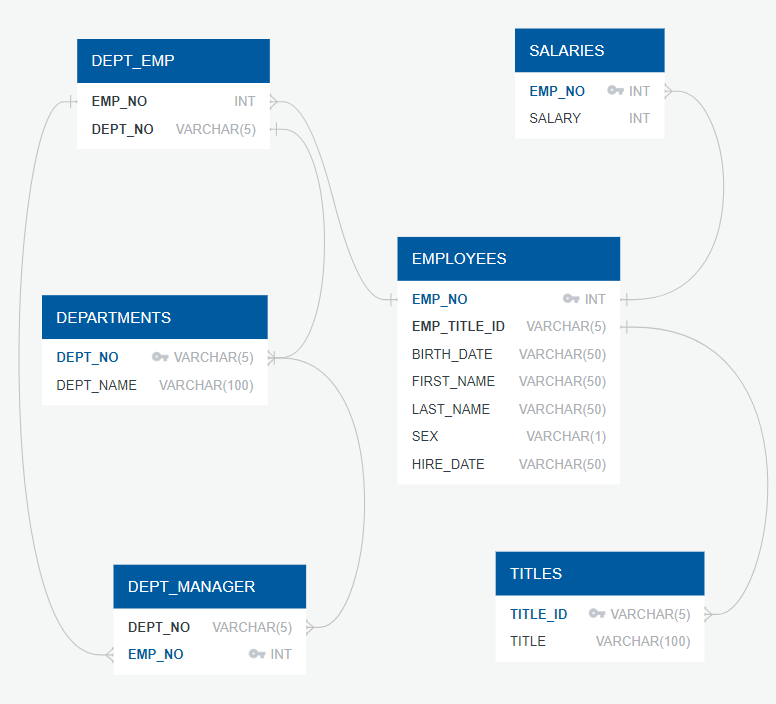 DEPT_EMP
EMP_NO INT
DEPT_NO VARCHAR(5)
SALARIES
EMP_NO INT
SALARY INT
EMPLOYEES
EMP_NO INT
EMP_TITLE_ID VARCHAR(5)
BIRTH_DATE VARCHAR(50)
FIRST_NAME VARCHAR(50)
LAST_NAME VARCHAR(50)
SEX VARCHAR(1)
HIRE_DATE VARCHAR(50)
DEPARTMENTS
DEPT_NO VARCHAR(5)
DEPT_NAME VARCHAR(100)
DEPT_MANAGER
DEPT_NO VARCHAR(5)
EMP_NO INT
TITLES
TITLE_ID VARCHAR(5)
TITLE VARCHAR(100)